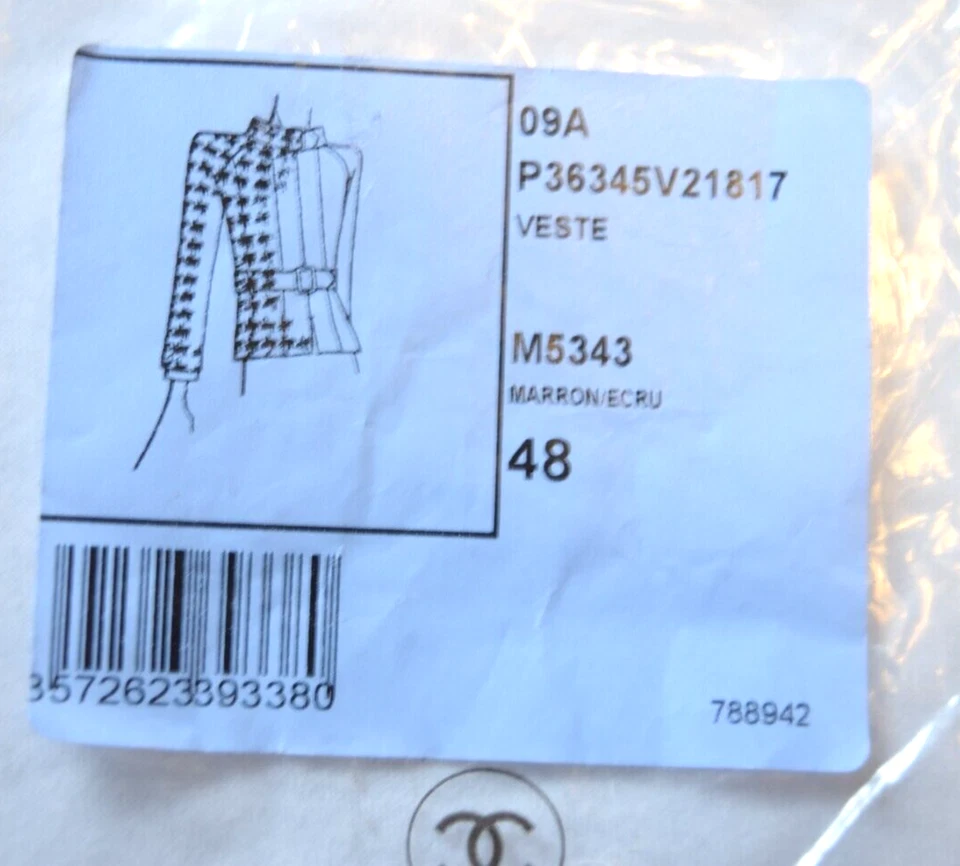 09A
P36345V21817
VESTE
M5343
MARRON/ECRU
48
3572623393380
788942